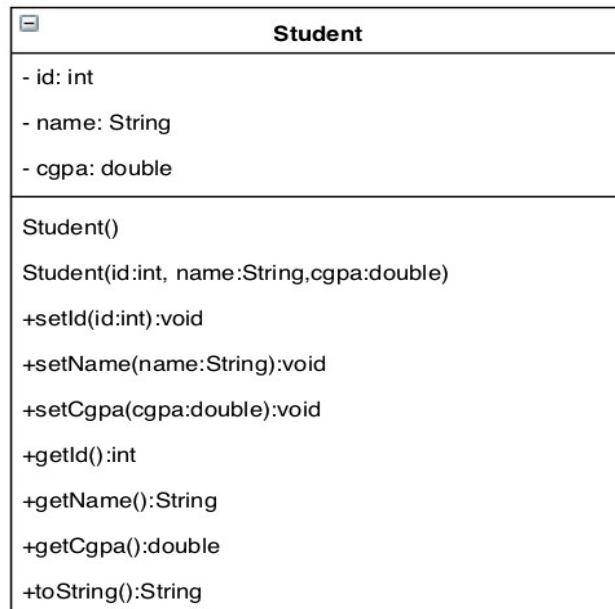 Student
- id: int
- name: String
- cgpa: double
Student()
Student(id:int, name:String,cgpa:double)
+setId(id:int):void
+setName(name:String):void
+setCgpa(cgpa:double):void
+getId():int
+getName():String
+getCgpa():double
+toString():String